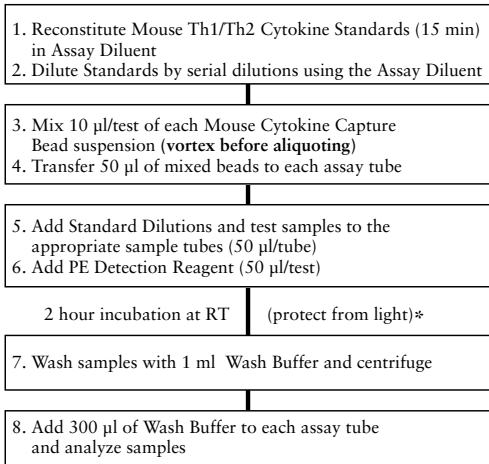 1. Reconstitute Mouse Th1/Th2 Cytokine Standards (15 min)
in Assay Diluent
2. Dilute Standards by serial dilutions using the Assay Diluent
3. Mix 10 µl/test of each Mouse Cytokine Capture
Bead suspension (vortex before aliquoting)
4. Transfer 50 µl of mixed beads to each assay tube
5. Add Standard Dilutions and test samples to the
appropriate sample tubes (50 µl/tube)
6. Add PE Detection Reagent (50 µl/test)
2 hour incubation at RT (protect from light)*
7. Wash samples with 1 ml Wash Buffer and centrifuge
8. Add 300 µl of Wash Buffer to each assay tube
and analyze samples